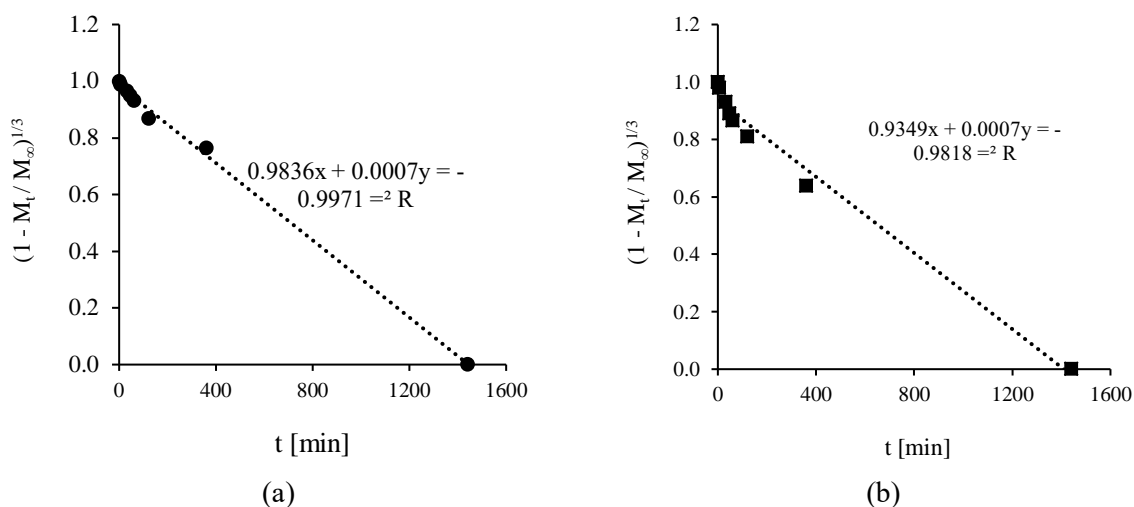 1.2
1.0
0.8
0.6
0.4
0.2
0.0
(1 - Mt / M∞)1/3
0.9836x + 0.0007y = -
0.9971 =² R
0 400 800 1200 1600
t [min]
(a)
1.2
1.0
0.8
0.6
0.4
0.2
0.0
(1 - Mt / M∞)1/3
0.9349x + 0.0007y = -
0.9818 =² R
0 400 800 1200 1600
t [min]
(b)